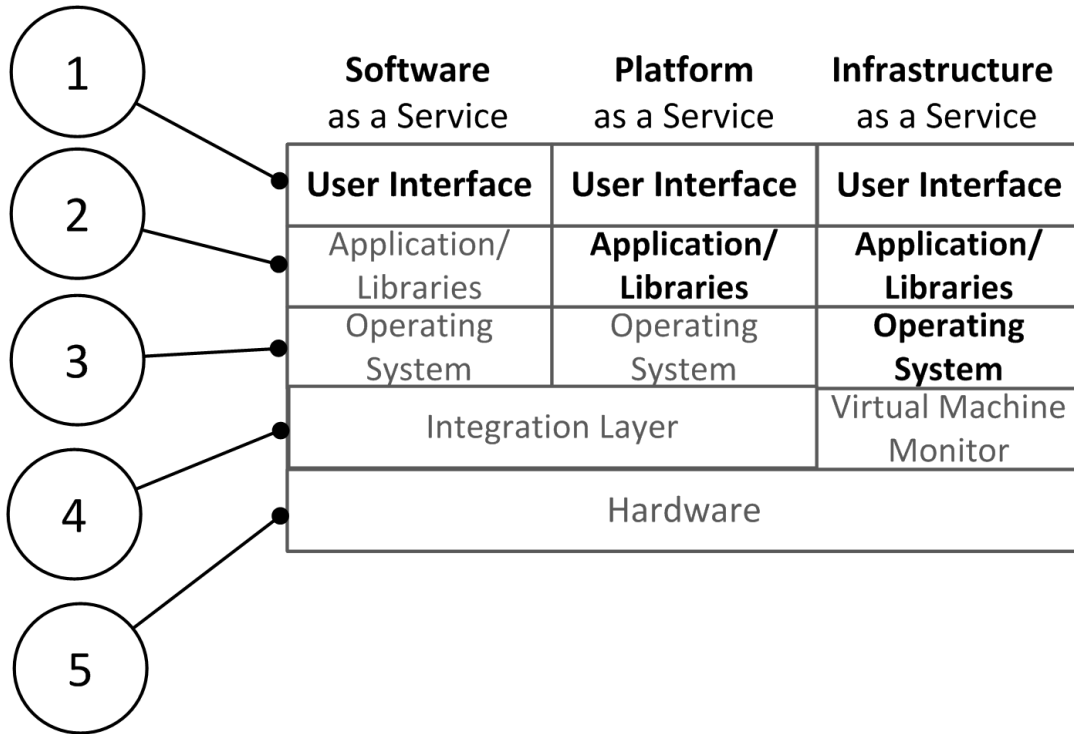 1
2
3
4
5
Software Platform Infrastructure
as a Service as a Service as a Service
User Interface User Interface User Interface
Application/ Application/ Application/
Libraries Libraries Libraries
Operating Operating Operating
System System System
Integration Layer
Virtual Machine
Monitor
Hardware